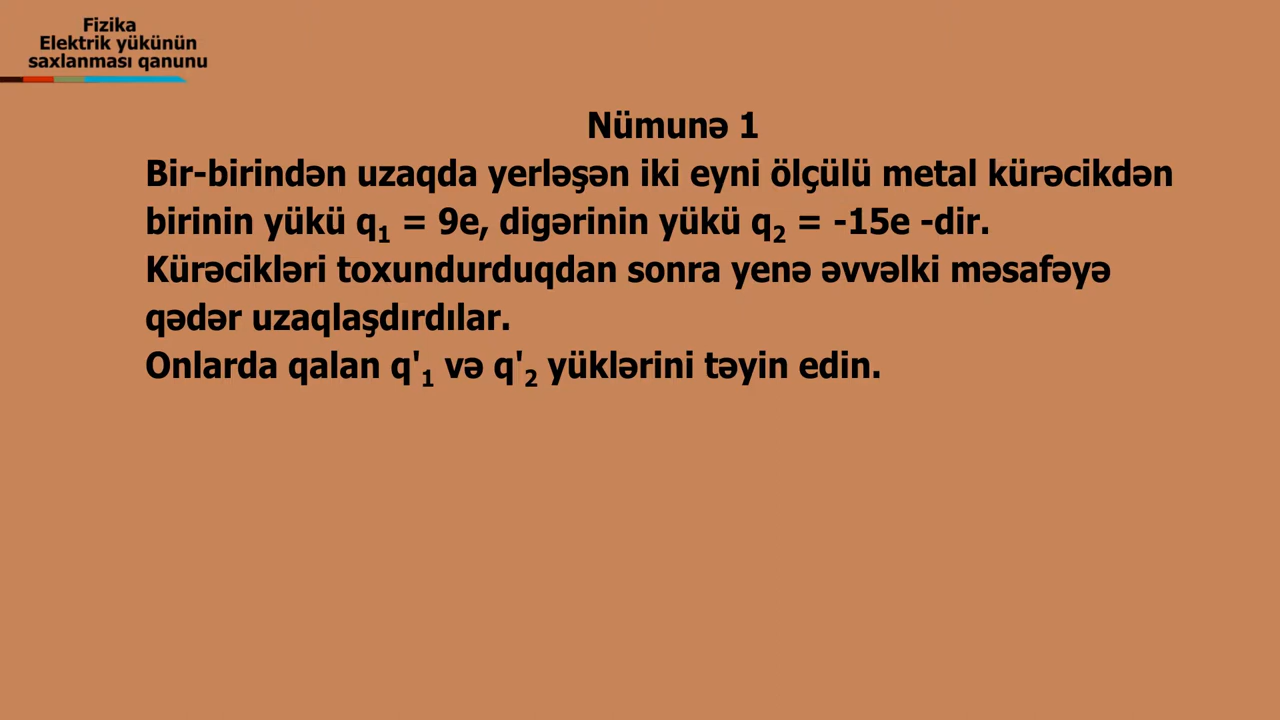 Fizika
Elektrik yükünün
saxlanması qanunu
Nümunə 1
Bir-birindən uzaqda yerləşən iki eyni ölçülü metal kürəcikdən
birinin yükü q₁ = 9e, digərinin yükü q₂ = -15e -dir.
Kürəcikləri toxundurduqdan sonra yenə əvvəlki məsafəyə
qədər uzaqlaşdırdılar.
Onlarda qalan q'₁ və q'₂ yüklərini təyin edin.